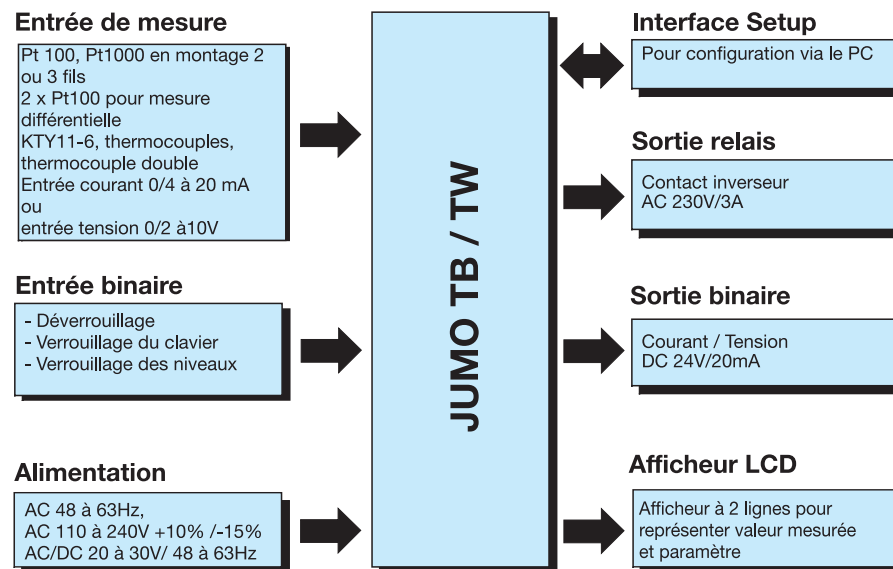 Entrée de mesure
Pt 100, Pt1000 en montage 2
ou 3 fils
2 x Pt100 pour mesure
différentielle
KTY11-6, thermocouples,
thermocouple double
Entrée courant 0/4 à 20 mA
ou
entrée tension 0/2 à10V
Entrée binaire
- Déverrouillage
- Verrouillage du clavier
- Verrouillage des niveaux
Alimentation
AC 48 à 63Hz,
AC 110 à 240V +10% /-15%
AC/DC 20 à 30V/ 48 à 63Hz
JUMO TB / TW
Interface Setup
Pour configuration via le PC
Sortie relais
Contact inverseur
AC 230V/3A
Sortie binaire
Courant / Tension
DC 24V/20mA
Afficheur LCD
Afficheur à 2 lignes pour
représenter valeur mesurée
et paramètre